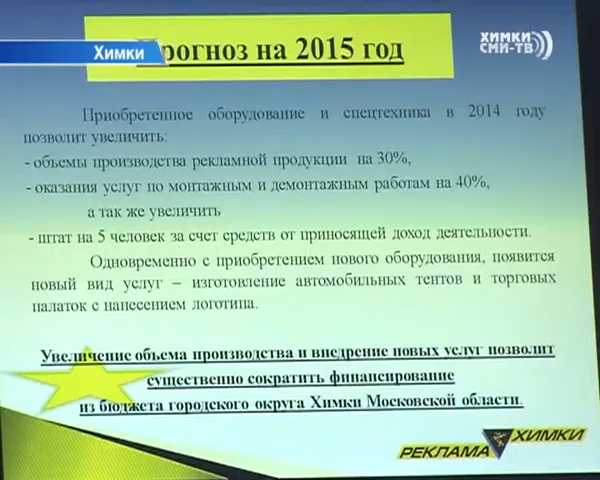 Химки
ХИМКИ
СМИ-ТВ
Прогноз на 2015 год
Приобретенное оборудование и спецтехника в 2014 году
позволит увеличить:
- объемы производства рекламной продукции на 30%,
- оказания услуг по монтажным и демонтажным работам на 40%,
а так же увеличить
- штат на 5 человек за счет средств от приносящей доход деятельности.
Одновременно с приобретением нового оборудования, появится
новый вид услуг – изготовление автомобильных тентов и торговых
палаток с нанесением логотипа.
Увеличение объема производства и внедрение новых услуг позволит
существенно сократить финансирование
из бюджета городского округа Химки Московской области.
РЕКЛАМА ХИМКИ